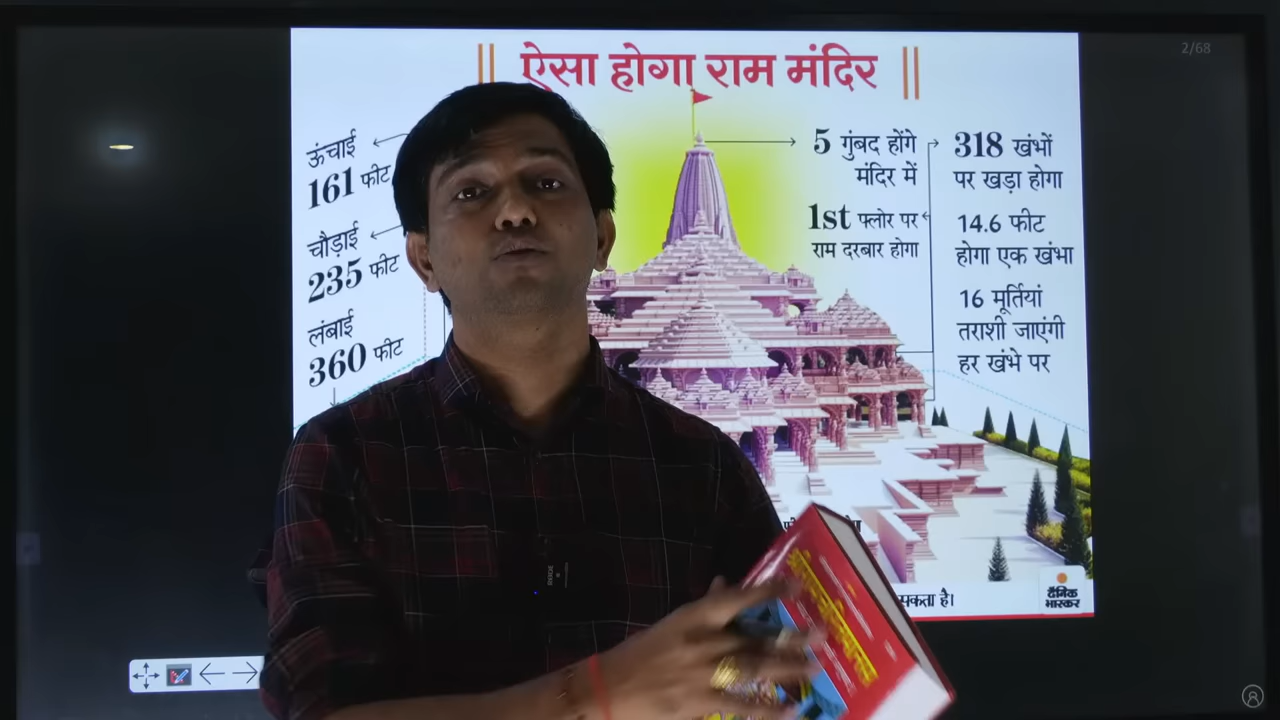 2/68
ऐसा होगा राम मंदिर
ऊंचाई
161 फीट
चौड़ाई
235 फीट
लंबाई
360 फीट
5 गुंबद होंगे
मंदिर में
1st फ्लोर पर
राम दरबार होगा
318 खंभों
पर खड़ा होगा
14.6 फीट
होगा एक खंभा
16 मूर्तियां
तराशी जाएंगी
हर खंभे पर
सकता है।
दैनिक
भास्कर
RODE